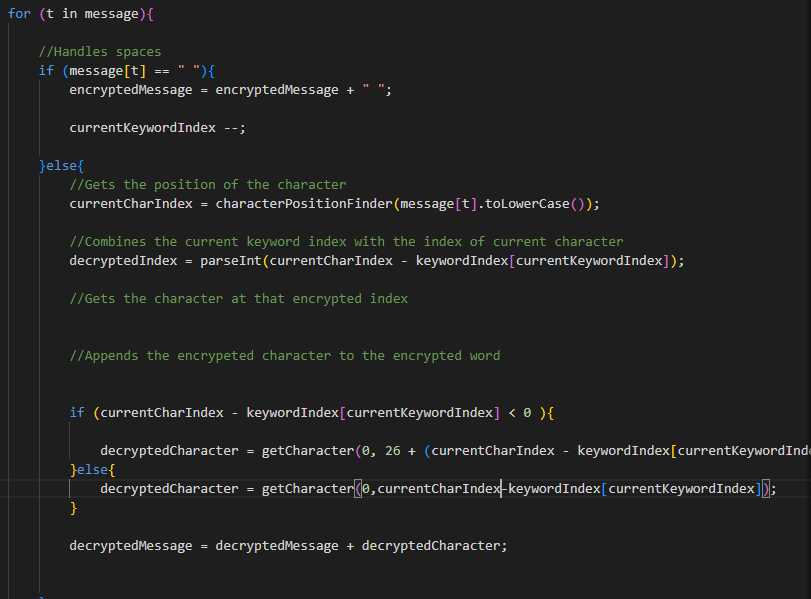 for (t in message){
//Handles spaces
if (message[t] == " "){
encryptedMessage = encryptedMessage + " ";
currentKeywordIndex --;
}else{
//Gets the position of the character
currentCharIndex = characterPositionFinder(message[t].toLowerCase());
//Combines the current keyword index with the index of current character
decryptedIndex = parseInt(currentCharIndex - keywordIndex[currentKeywordIndex]);
//Gets the character at that encrypted index
//Appends the encrypeted character to the encrypted word
if (currentCharIndex - keywordIndex[currentKeywordIndex] < 0 ){
decryptedCharacter = getCharacter(0, 26 + (currentCharIndex - keywordIndex[currentKeywordInd
}else{
decryptedCharacter = getCharacter(0,currentCharIndex-keywordIndex[currentKeywordIndex]);
}
decryptedMessage = decryptedMessage + decryptedCharacter;